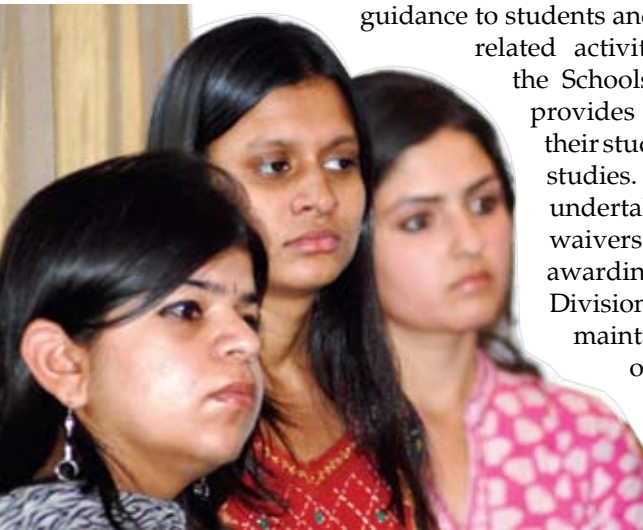 guidance to students and
related activit
the Schools
provides
their stud
studies.
underta
waivers
awardin
Division
maint
o